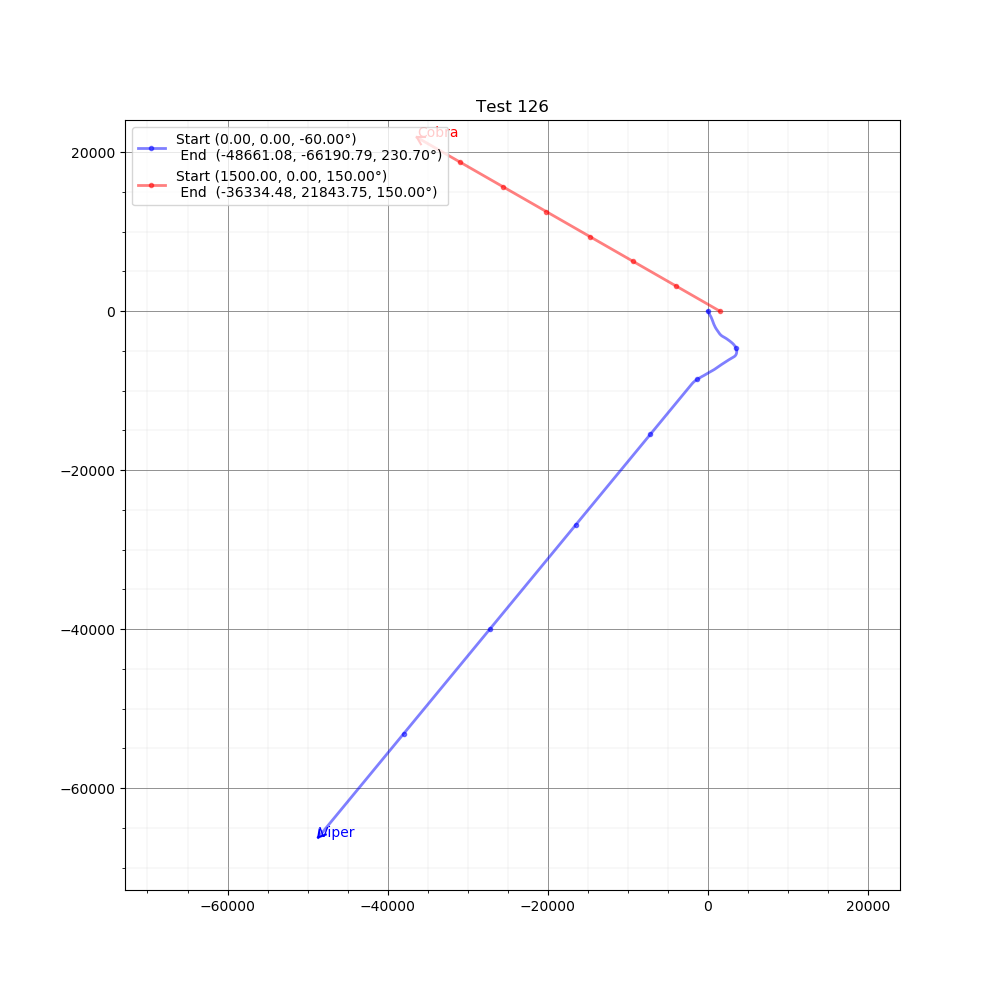 Test 126
Cobra
Start (0.00, 0.00, -60.00°)
End  (-48661.08, -66190.79, 230.70°)
Start (1500.00, 0.00, 150.00°)
End  (-36334.48, 21843.75, 150.00°)
20000
0
−20000
−40000
−60000
Viper
−60000
−40000
−20000
0
20000